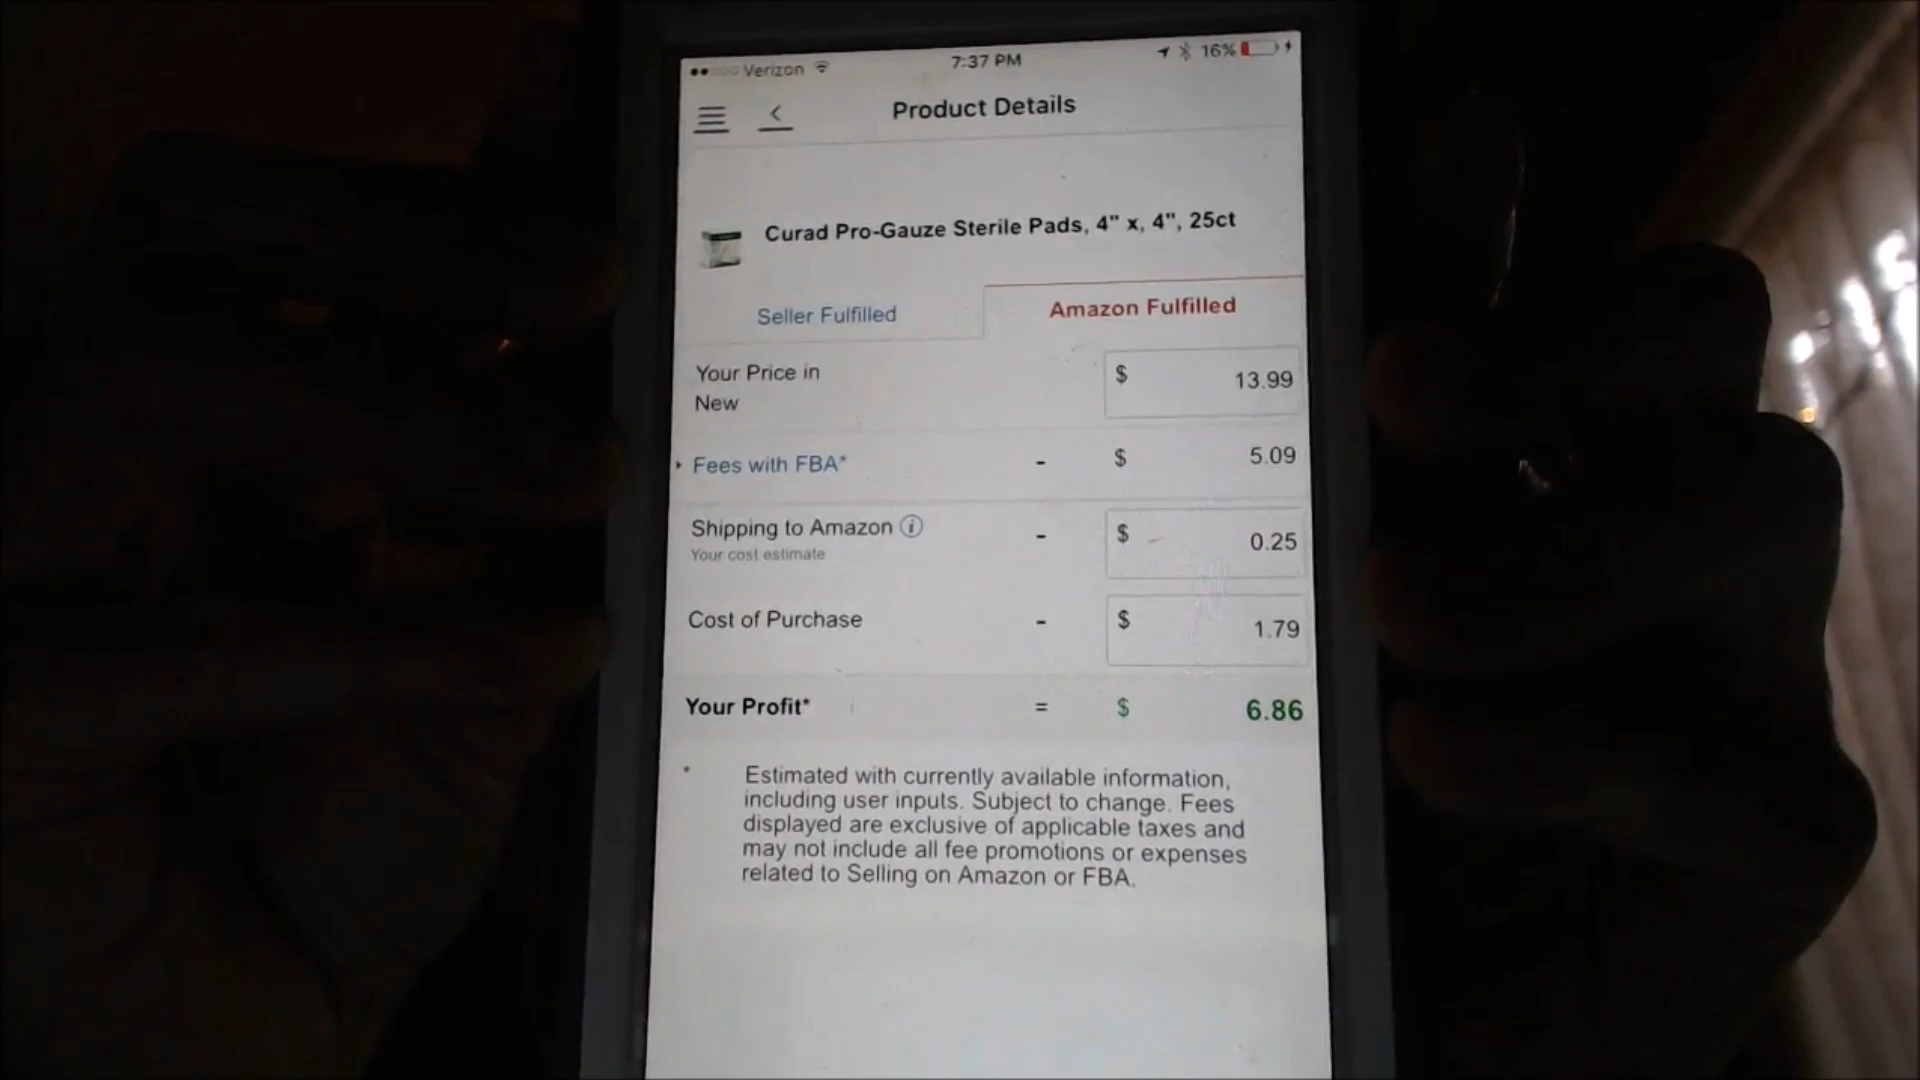 Verizon 7:37 PM 16%
Product Details
Curad Pro-Gauze Sterile Pads, 4" x, 4", 25ct
Seller Fulfilled Amazon Fulfilled
Your Price in
New
$ 13.99
Fees with FBA* - $ 5.09
Shipping to Amazon - $ 0.25
Your cost estimate
Cost of Purchase - $ 1.79
Your Profit* = $ 6.86
* Estimated with currently available information,
including user inputs. Subject to change. Fees
displayed are exclusive of applicable taxes and
may not include all fee promotions or expenses
related to Selling on Amazon or FBA.